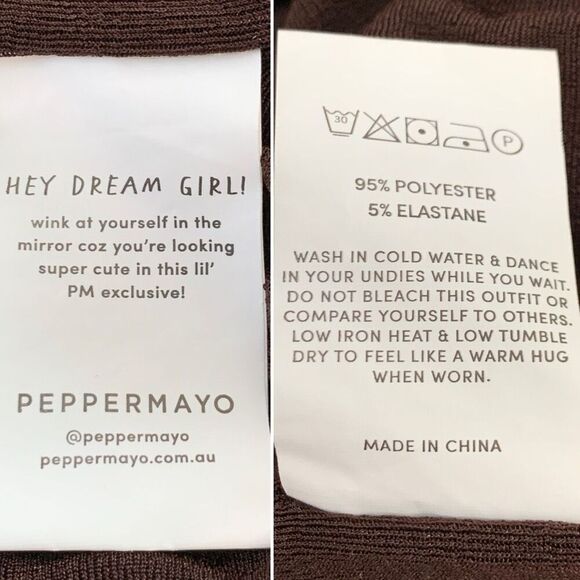 HEY DREAM GIRL!
wink at yourself in the
mirror coz you're looking
super cute in this lil'
PM exclusive!
PEPPERMAYO
@peppermayo
peppermayo.com.au
30
P
95% POLYESTER
5% ELASTANE
WASH IN COLD WATER & DANCE
IN YOUR UNDIES WHILE YOU WAIT.
DO NOT BLEACH THIS OUTFIT OR
COMPARE YOURSELF TO OTHERS.
LOW IRON HEAT & LOW TUMBLE
DRY TO FEEL LIKE A WARM HUG
WHEN WORN.
MADE IN CHINA